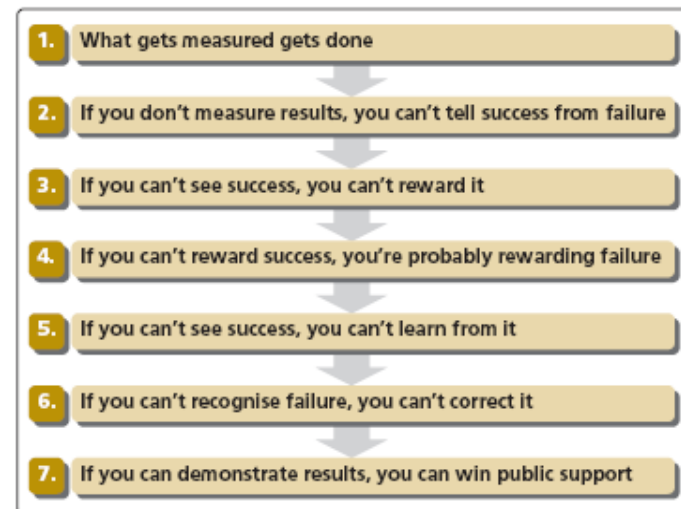 1. What gets measured gets done
2. If you don't measure results, you can't tell success from failure
3. If you can't see success, you can't reward it
4. If you can't reward success, you're probably rewarding failure
5. If you can't see success, you can't learn from it
6. If you can't recognise failure, you can't correct it
7. If you can demonstrate results, you can win public support